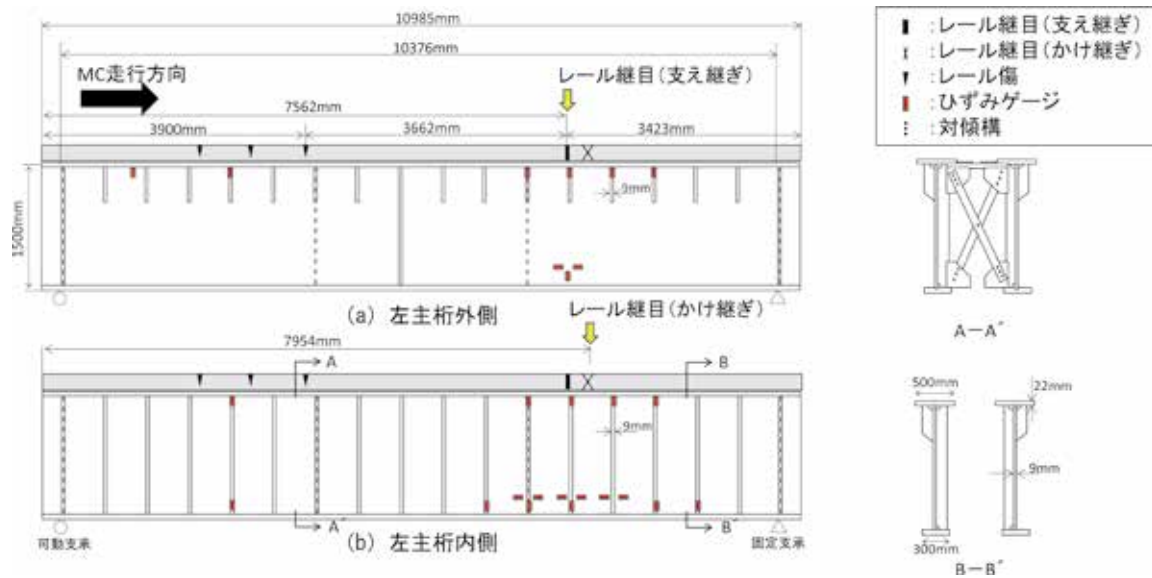 10985mm
10376mm
MC走行方向
レール継目(支え継ぎ)
7562mm
3900mm
3662mm
3423mm
9mm
1500mm
(a) 左主桁外側
レール継目(かけ継ぎ)
7954mm
A
B
9mm
A´
B´
可動支承
(b) 左主桁内側
固定支承
:レール継目(支え継ぎ)
:レール継目(かけ継ぎ)
:レール傷
:ひずみゲージ
:対傾構
A-A´
500mm
22mm
9mm
300mm
B-B´